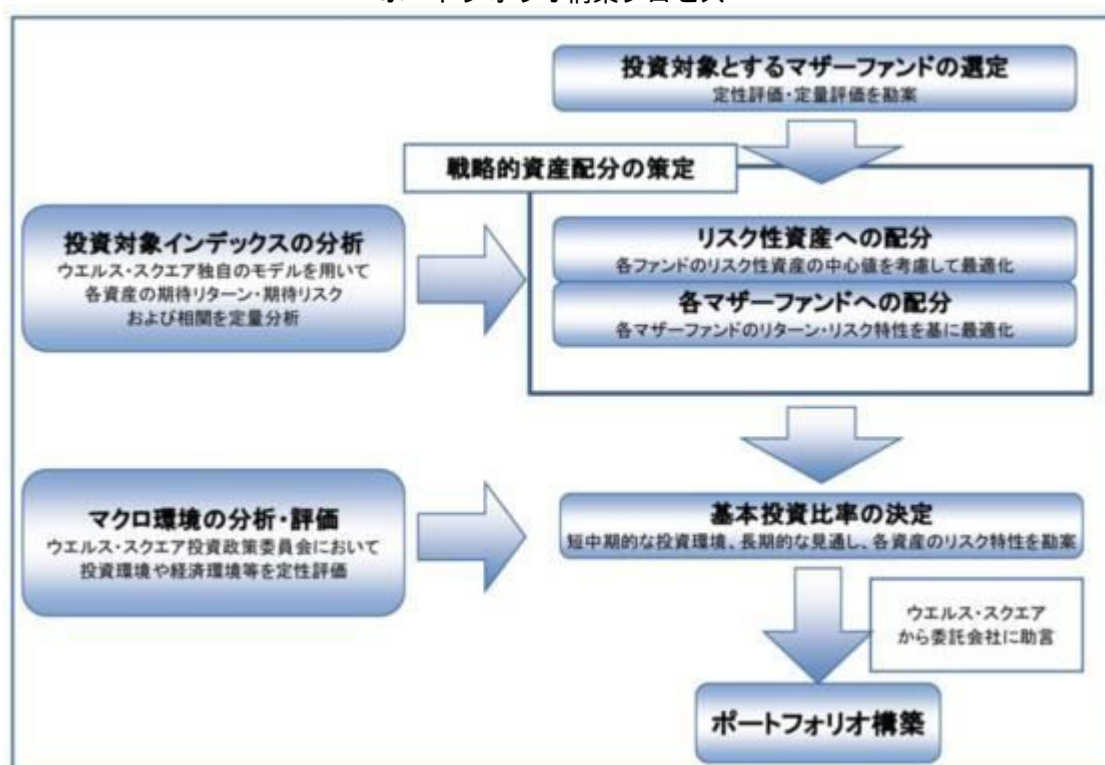 投資対象とするマザーファンドの選定
定性評価・定量評価を勘案
戦略的資産配分の策定
投資対象インデックスの分析
ウエルス・スクエア独自のモデルを用いて
各資産の期待リターン・期待リスク
および相関を定量分析
リスク性資産への配分
各ファンドのリスク性資産の中心値を考慮して最適化
各マザーファンドへの配分
各マザーファンドのリターン・リスク特性を基に最適化
マクロ環境の分析・評価
ウエルス・スクエア投資政策委員会において
投資環境や経済環境等を定性評価
基本投資比率の決定
短中期的な投資環境、長期的な見通し、各資産のリスク特性を勘案
ウエルス・スクエア
から委託会社に助言
ポートフォリオ構築